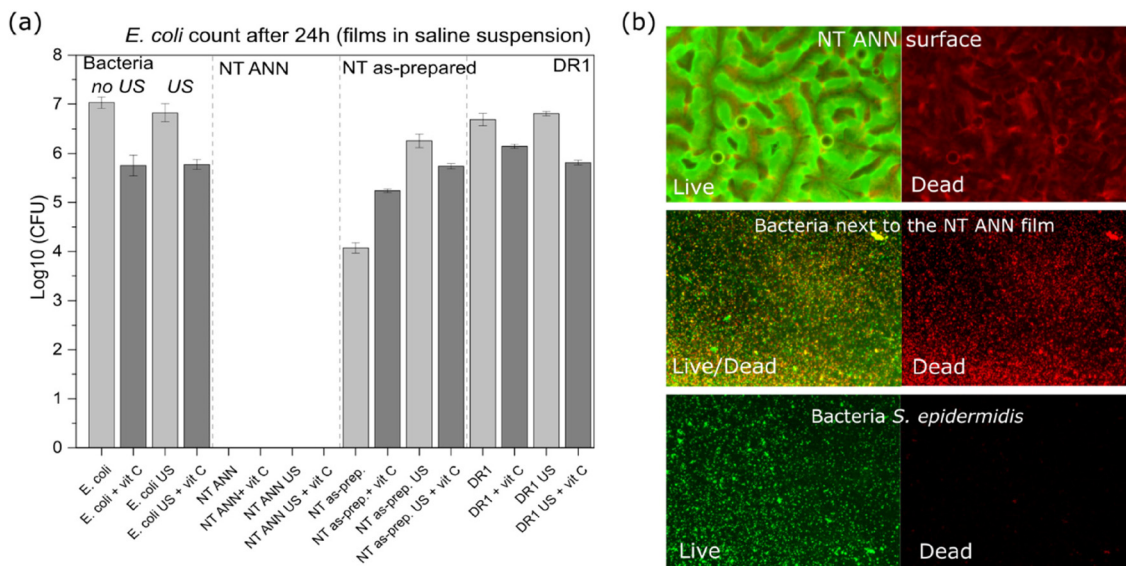 (a)
E. coli count after 24h (films in saline suspension)
Bacteria
no US US
NT ANN
NT as-prepared
DR1
Log10 (CFU)
8
7
6
5
4
3
2
1
0
E. coli
E. coli + vit C
E. coli US
E. coli US + vit C
NT ANN
NT ANN+ vit C
NT ANN US
NT ANN US + vit C
NT as-prep.
NT as-prep.+ vit C
NT as-prep. US
NT as-prep. US + vit C
DR1
DR1 + vit C
DR1 US
DR1 US + vit C
(b)
NT ANN surface
Live
Dead
Bacteria next to the NT ANN film
Live/Dead
Dead
Bacteria S. epidermidis
Live
Dead